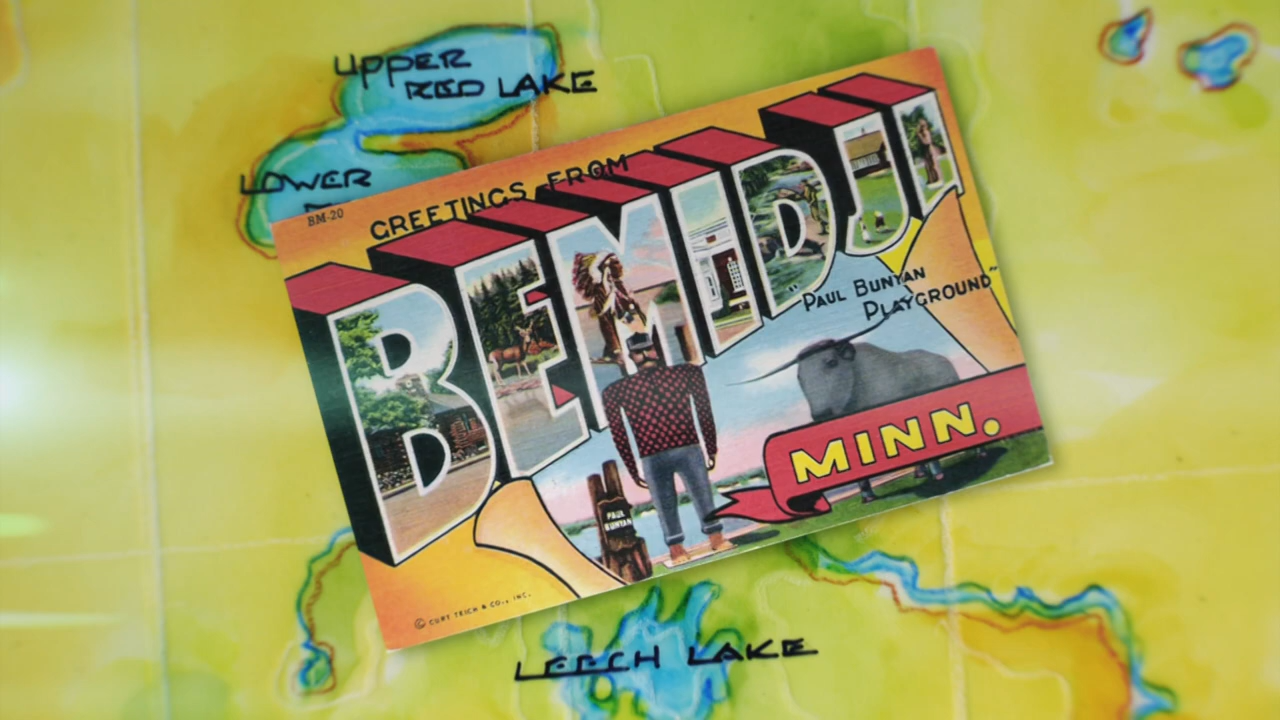 UPPER
RED LAKE
LOWER
BM-20
GREETINGS FROM
BEMIDJI
"PAUL BUNYAN
PLAYGROUND"
MINN.
PAUL
BUNYAN
© CURT TEICH & CO., INC.
LEECH LAKE